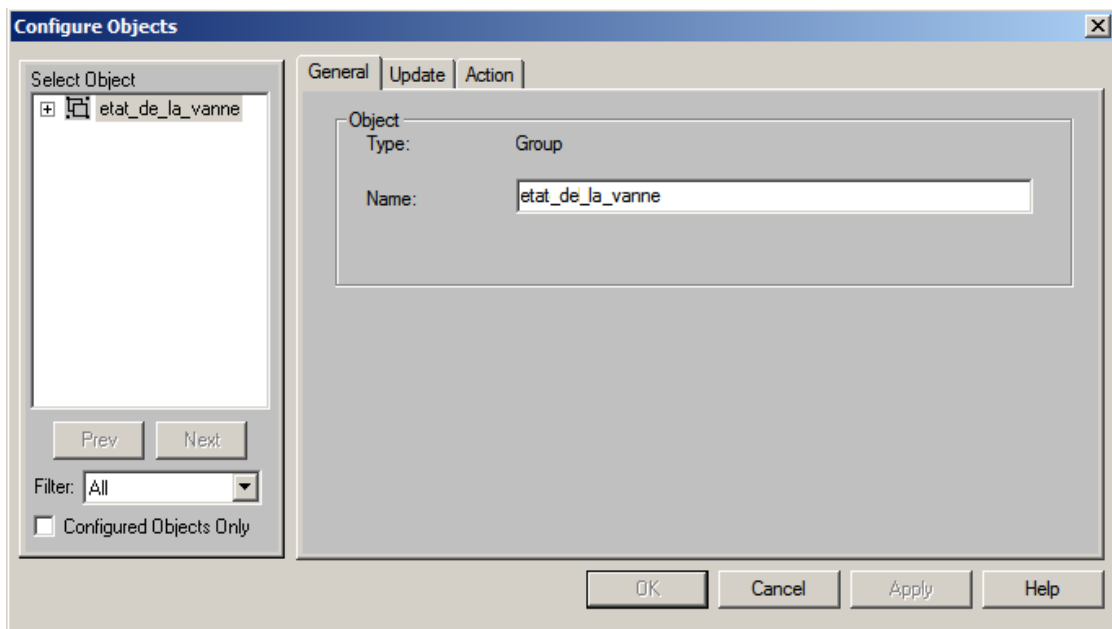 Configure Objects
Select Object
etat_de_la_vanne
Prev Next
Filter: All
Configured Objects Only
General Update Action
Object
Type: Group
Name: etat_de_la_vanne
OK Cancel Apply Help